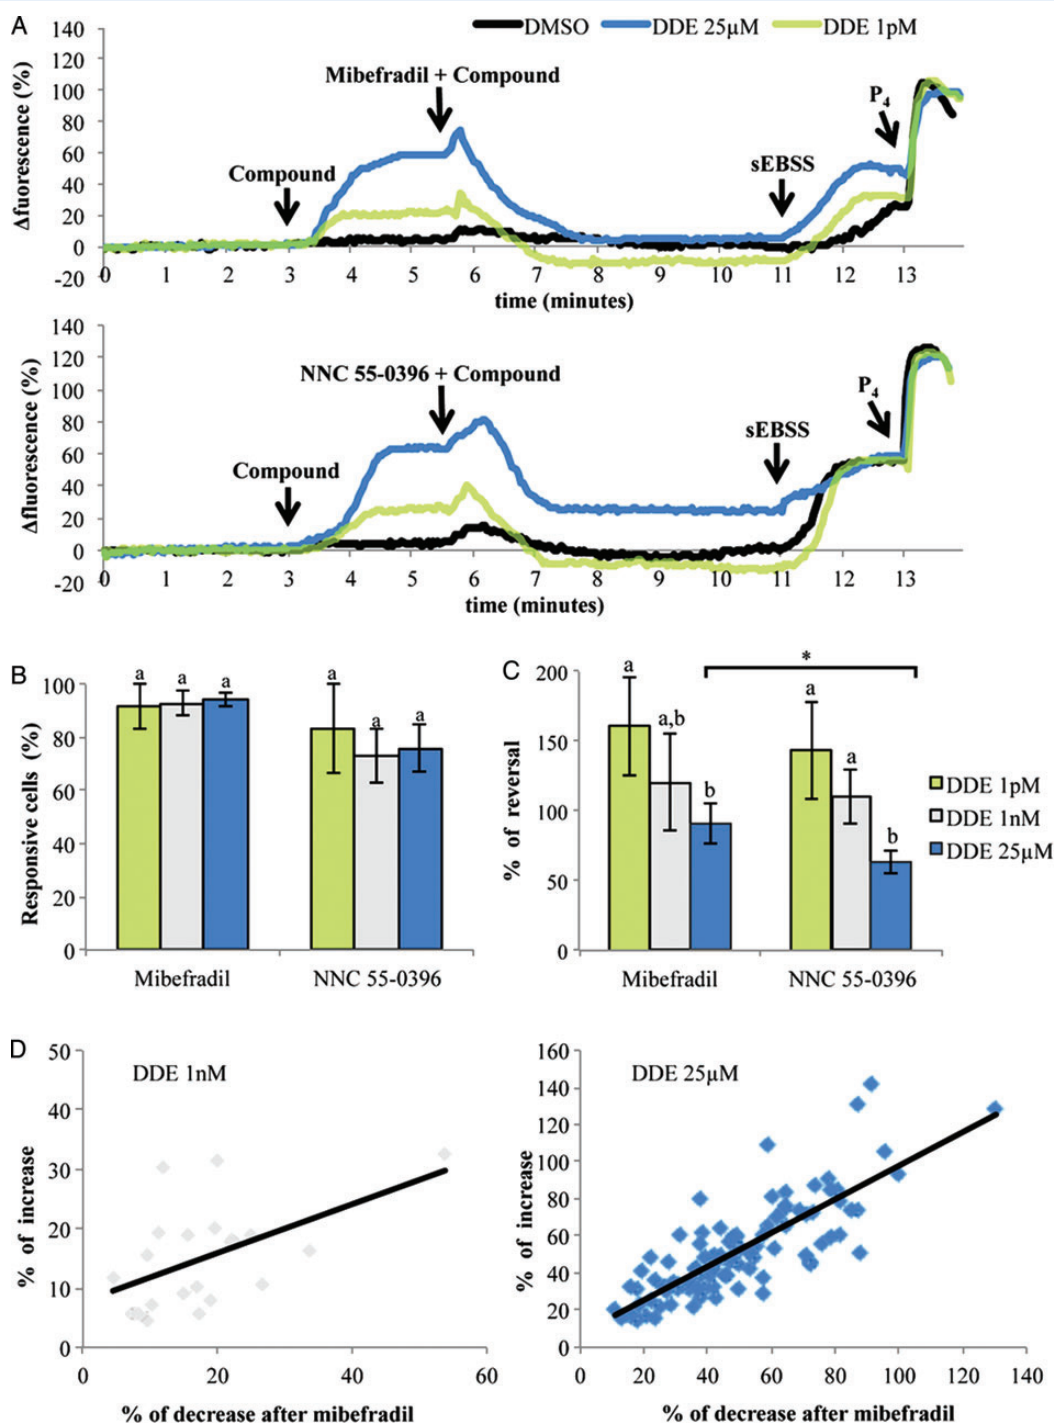 A
DMSO DDE 25µM DDE 1pM
Δfuorescence (%)
140
120
100
80
60
40
20
0
-20
Mibefradil + Compound
Compound
sEBSS
P4
0 1 2 3 4 5 6 7 8 9 10 11 12 13
time (minutes)
Δfluorescence (%)
140
120
100
80
60
40
20
0
-20
NNC 55-0396 + Compound
Compound
sEBSS
P4
0 1 2 3 4 5 6 7 8 9 10 11 12 13
time (minutes)
B
Responsive cells (%)
100
80
60
40
20
0
a a a a a a
Mibefradil NNC 55-0396
C
% of reversal
200
150
100
50
0
*
a a,b b a a b
Mibefradil NNC 55-0396
DDE 1pM
DDE 1nM
DDE 25µM
D
% of increase
50
40
30
20
10
0
DDE 1nM
0 20 40 60
% of decrease after mibefradil
% of increase
160
140
120
100
80
60
40
20
0
DDE 25µM
0 20 40 60 80 100 120 140
% of decrease after mibefradil